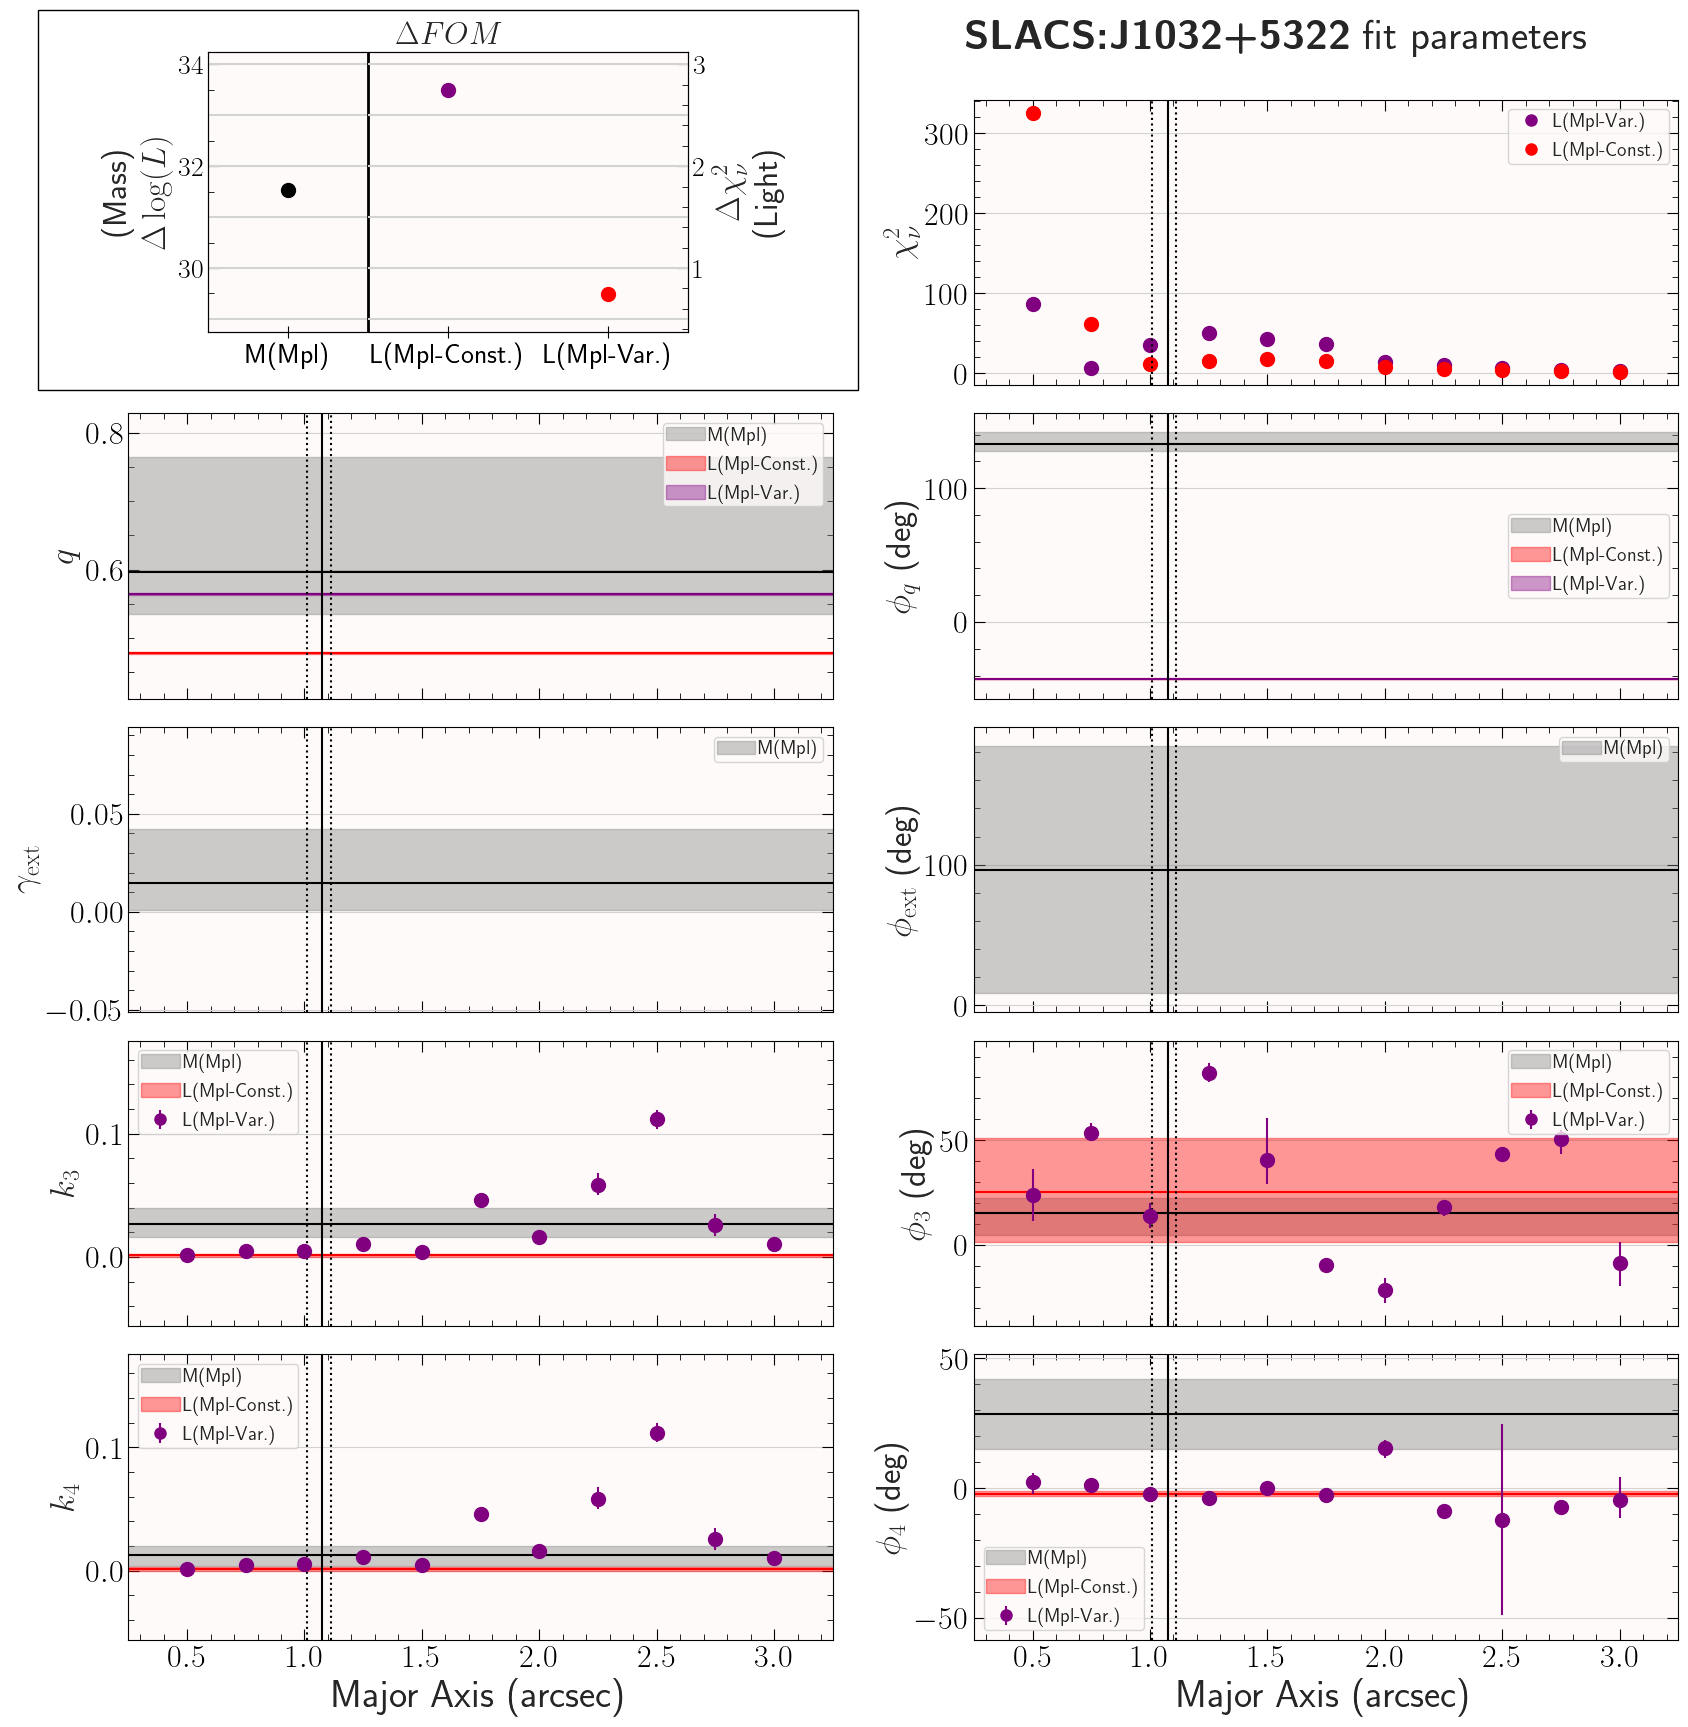 ΔFOM
SLACS:J1032+5322 fit parameters
34
32
30
3
2
1
(Mass)
Δ log(L)
Δχ²ᵥ
(Light)
M(Mpl)
L(Mpl-Const.)
L(Mpl-Var.)
300
200
100
0
χ²ᵥ
L(Mpl-Var.)
L(Mpl-Const.)
0.8
0.6
q
M(Mpl)
L(Mpl-Const.)
L(Mpl-Var.)
100
0
ϕq (deg)
M(Mpl)
L(Mpl-Const.)
L(Mpl-Var.)
0.05
0.00
−0.05
γext
M(Mpl)
100
0
ϕext (deg)
M(Mpl)
0.1
0.0
k3
M(Mpl)
L(Mpl-Const.)
L(Mpl-Var.)
50
0
ϕ3 (deg)
M(Mpl)
L(Mpl-Const.)
L(Mpl-Var.)
0.1
0.0
k4
M(Mpl)
L(Mpl-Const.)
L(Mpl-Var.)
0.5 1.0 1.5 2.0 2.5 3.0
Major Axis (arcsec)
50
0
−50
ϕ4 (deg)
M(Mpl)
L(Mpl-Const.)
L(Mpl-Var.)
0.5 1.0 1.5 2.0 2.5 3.0
Major Axis (arcsec)